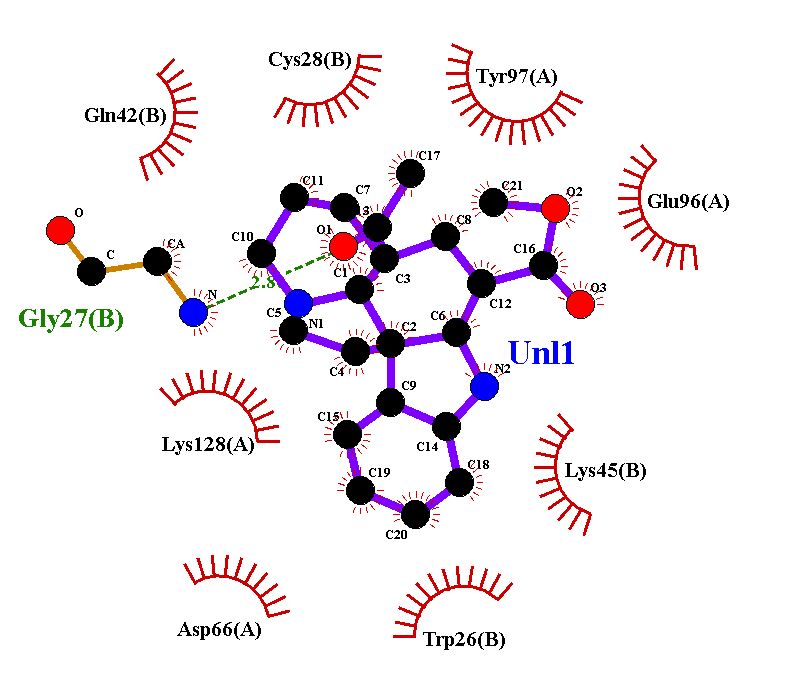 Cys28(B)
Tyr97(A)
Gln42(B)
C17
C11
C7
C21
O2
Glu96(A)
O
C10
O1
13
C8
C
CA
C1
C3
C16
2.8
O3
N
C5
N1
C2
C6
C12
Gly27(B)
C4
Unl1
N2
C9
C15
Lys128(A)
C14
C19
C18
Lys45(B)
C20
Asp66(A)
Trp26(B)